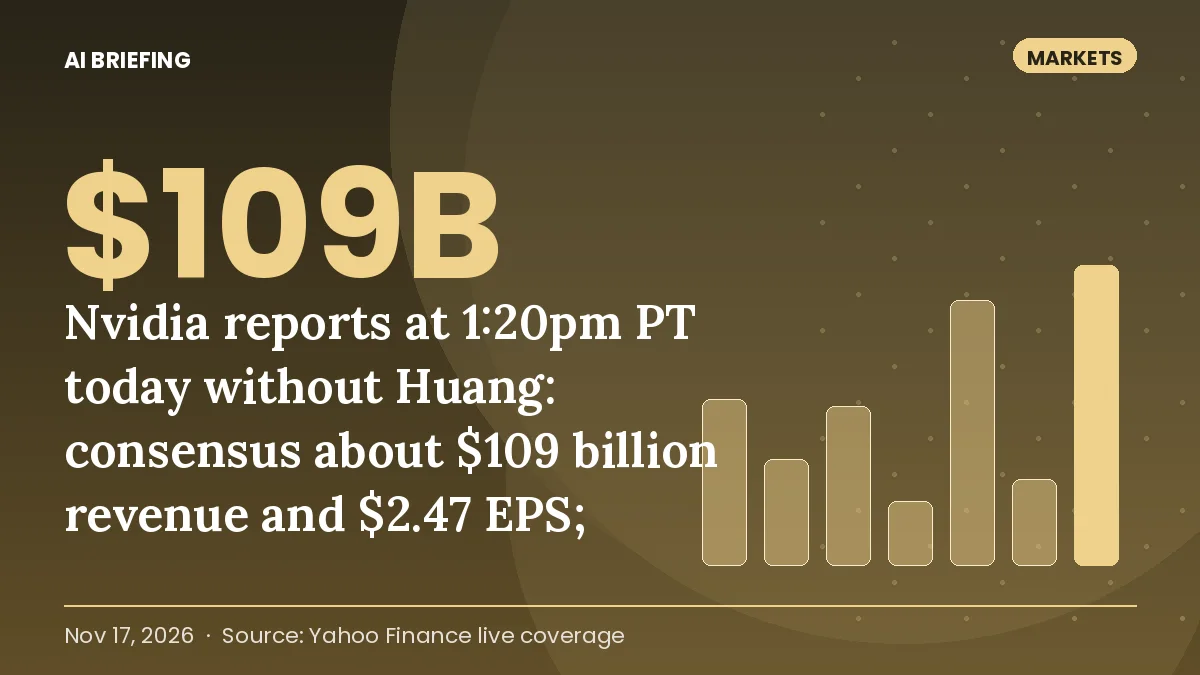 AI BRIEFING
MARKETS
$109B
Nvidia reports at 1:20pm PT
today without Huang:
consensus about $109 billion
revenue and $2.47 EPS;
Nov 17, 2026 · Source: Yahoo Finance live coverage